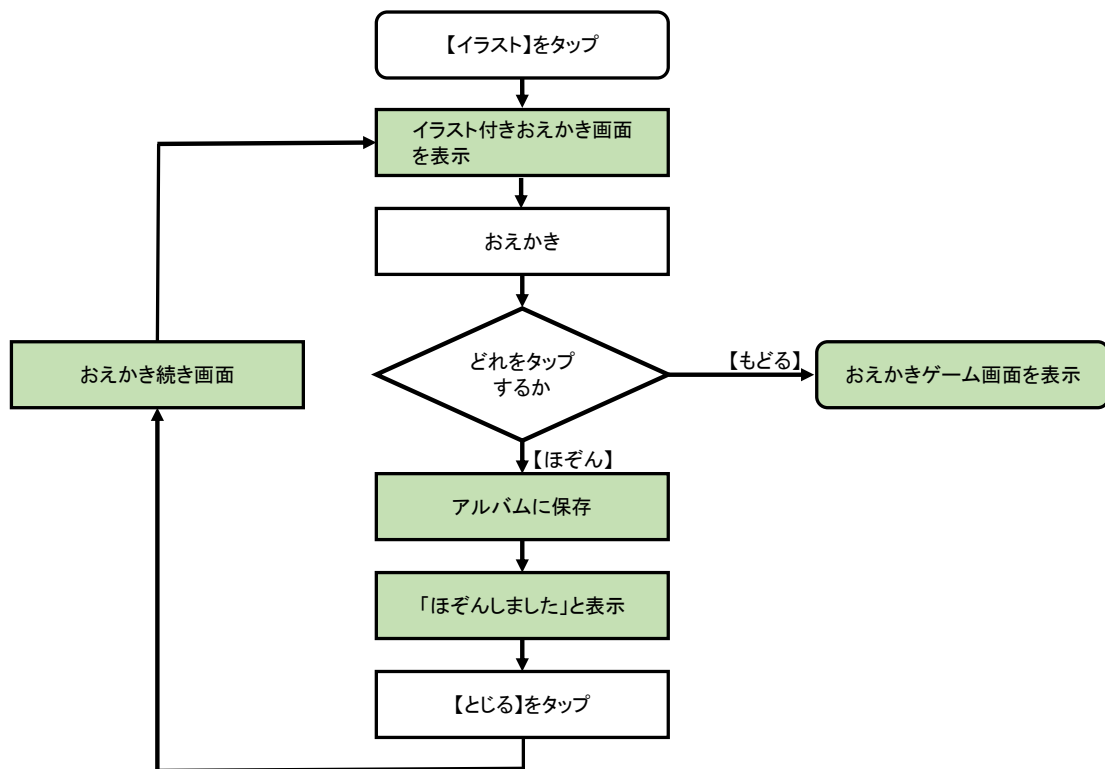 【イラスト】をタップ
イラスト付きおえかき画面
を表示
おえかき
どれをタップ
するか
【もどる】
おえかきゲーム画面を表示
おえかき続き画面
【ほぞん】
アルバムに保存
「ほぞんしました」と表示
【とじる】をタップ